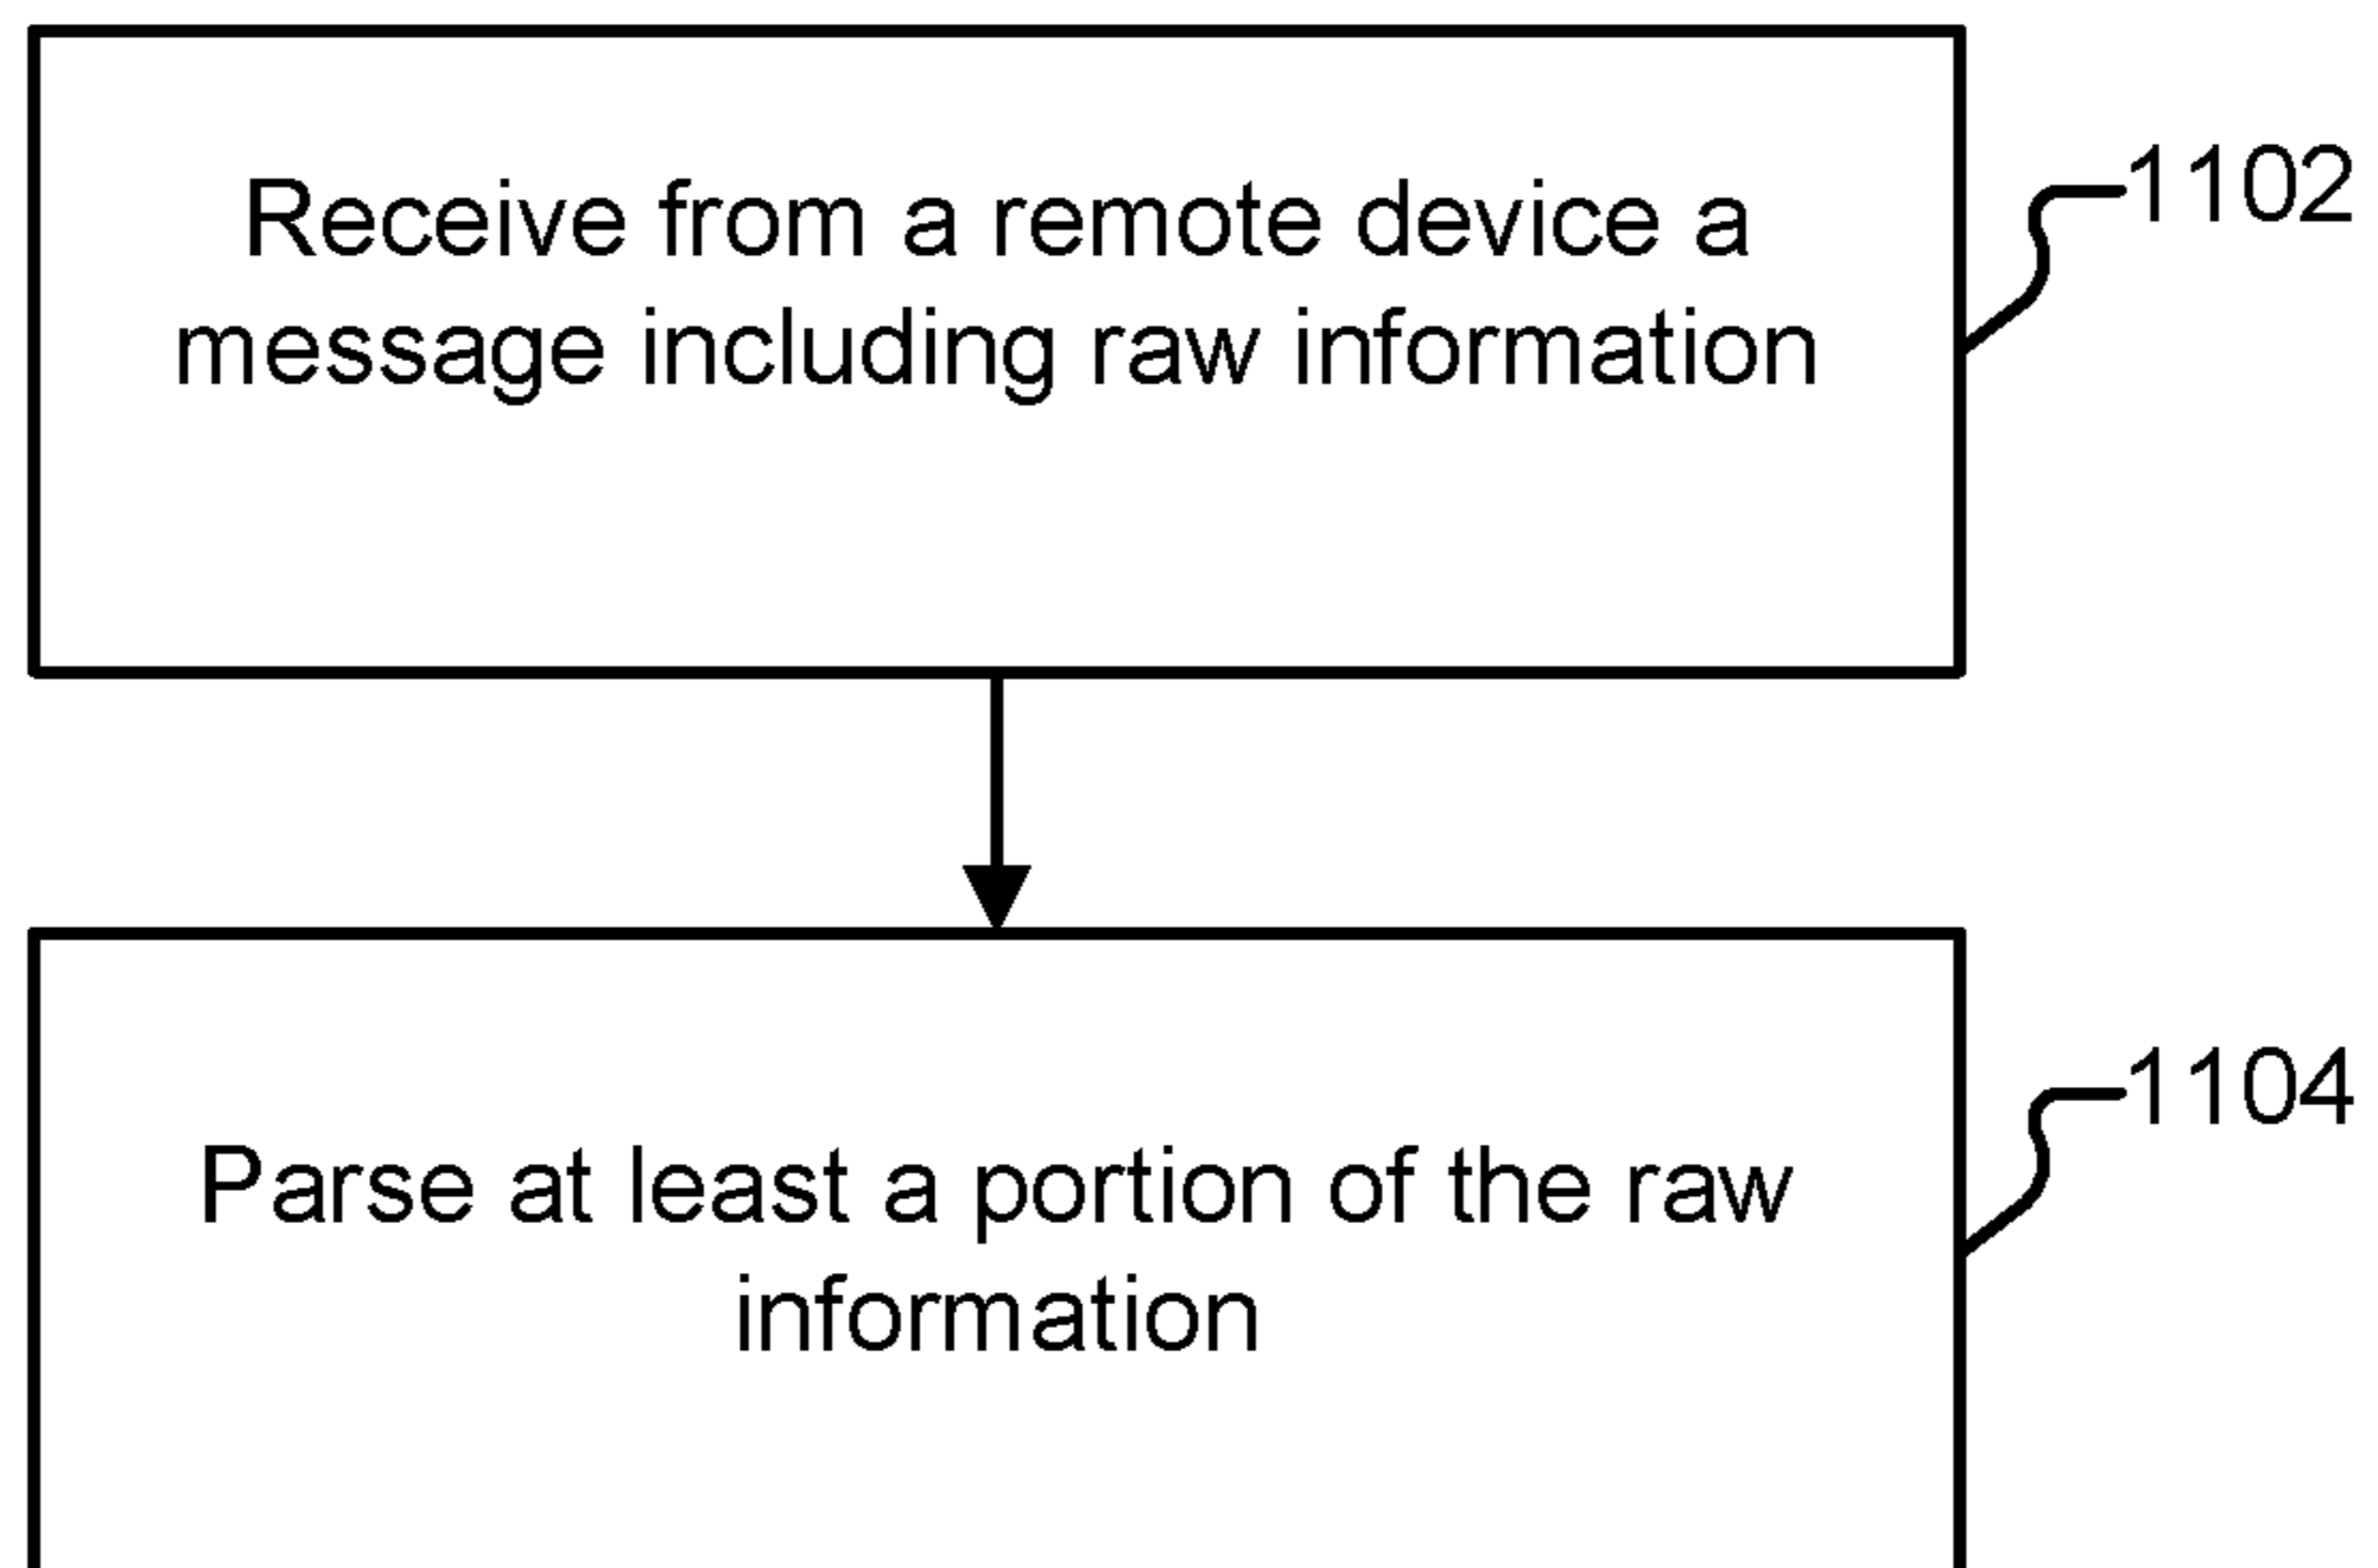 Receive from a remote device a
message including raw information
1102
Parse at least a portion of the raw
information
1104